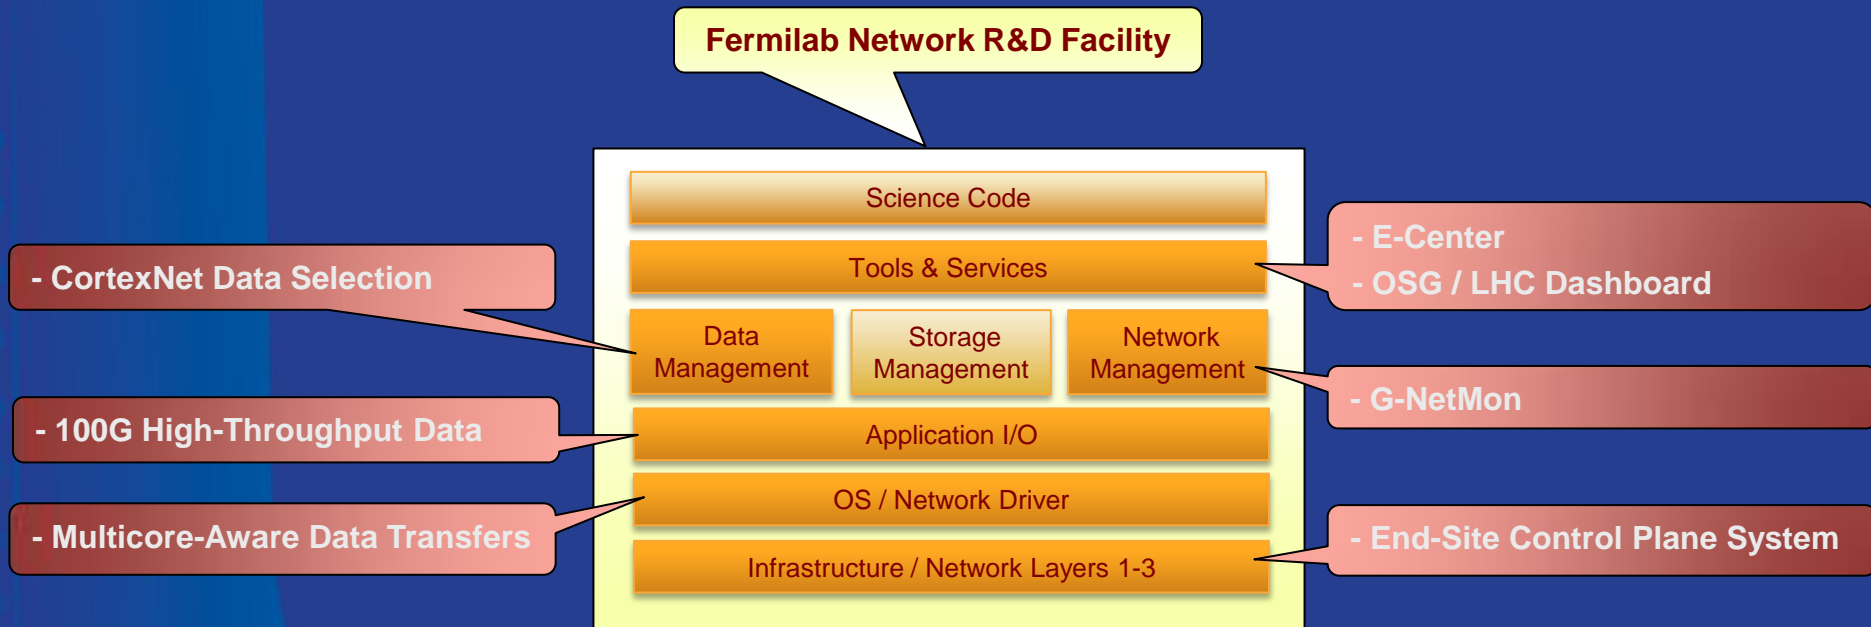 Fermilab Network R&D Facility
Science Code
Tools & Services
Data
Management
Storage
Management
Network
Management
Application I/O
OS / Network Driver
Infrastructure / Network Layers 1-3
- CortexNet Data Selection
- 100G High-Throughput Data
- Multicore-Aware Data Transfers
- E-Center
- OSG / LHC Dashboard
- G-NetMon
- End-Site Control Plane System